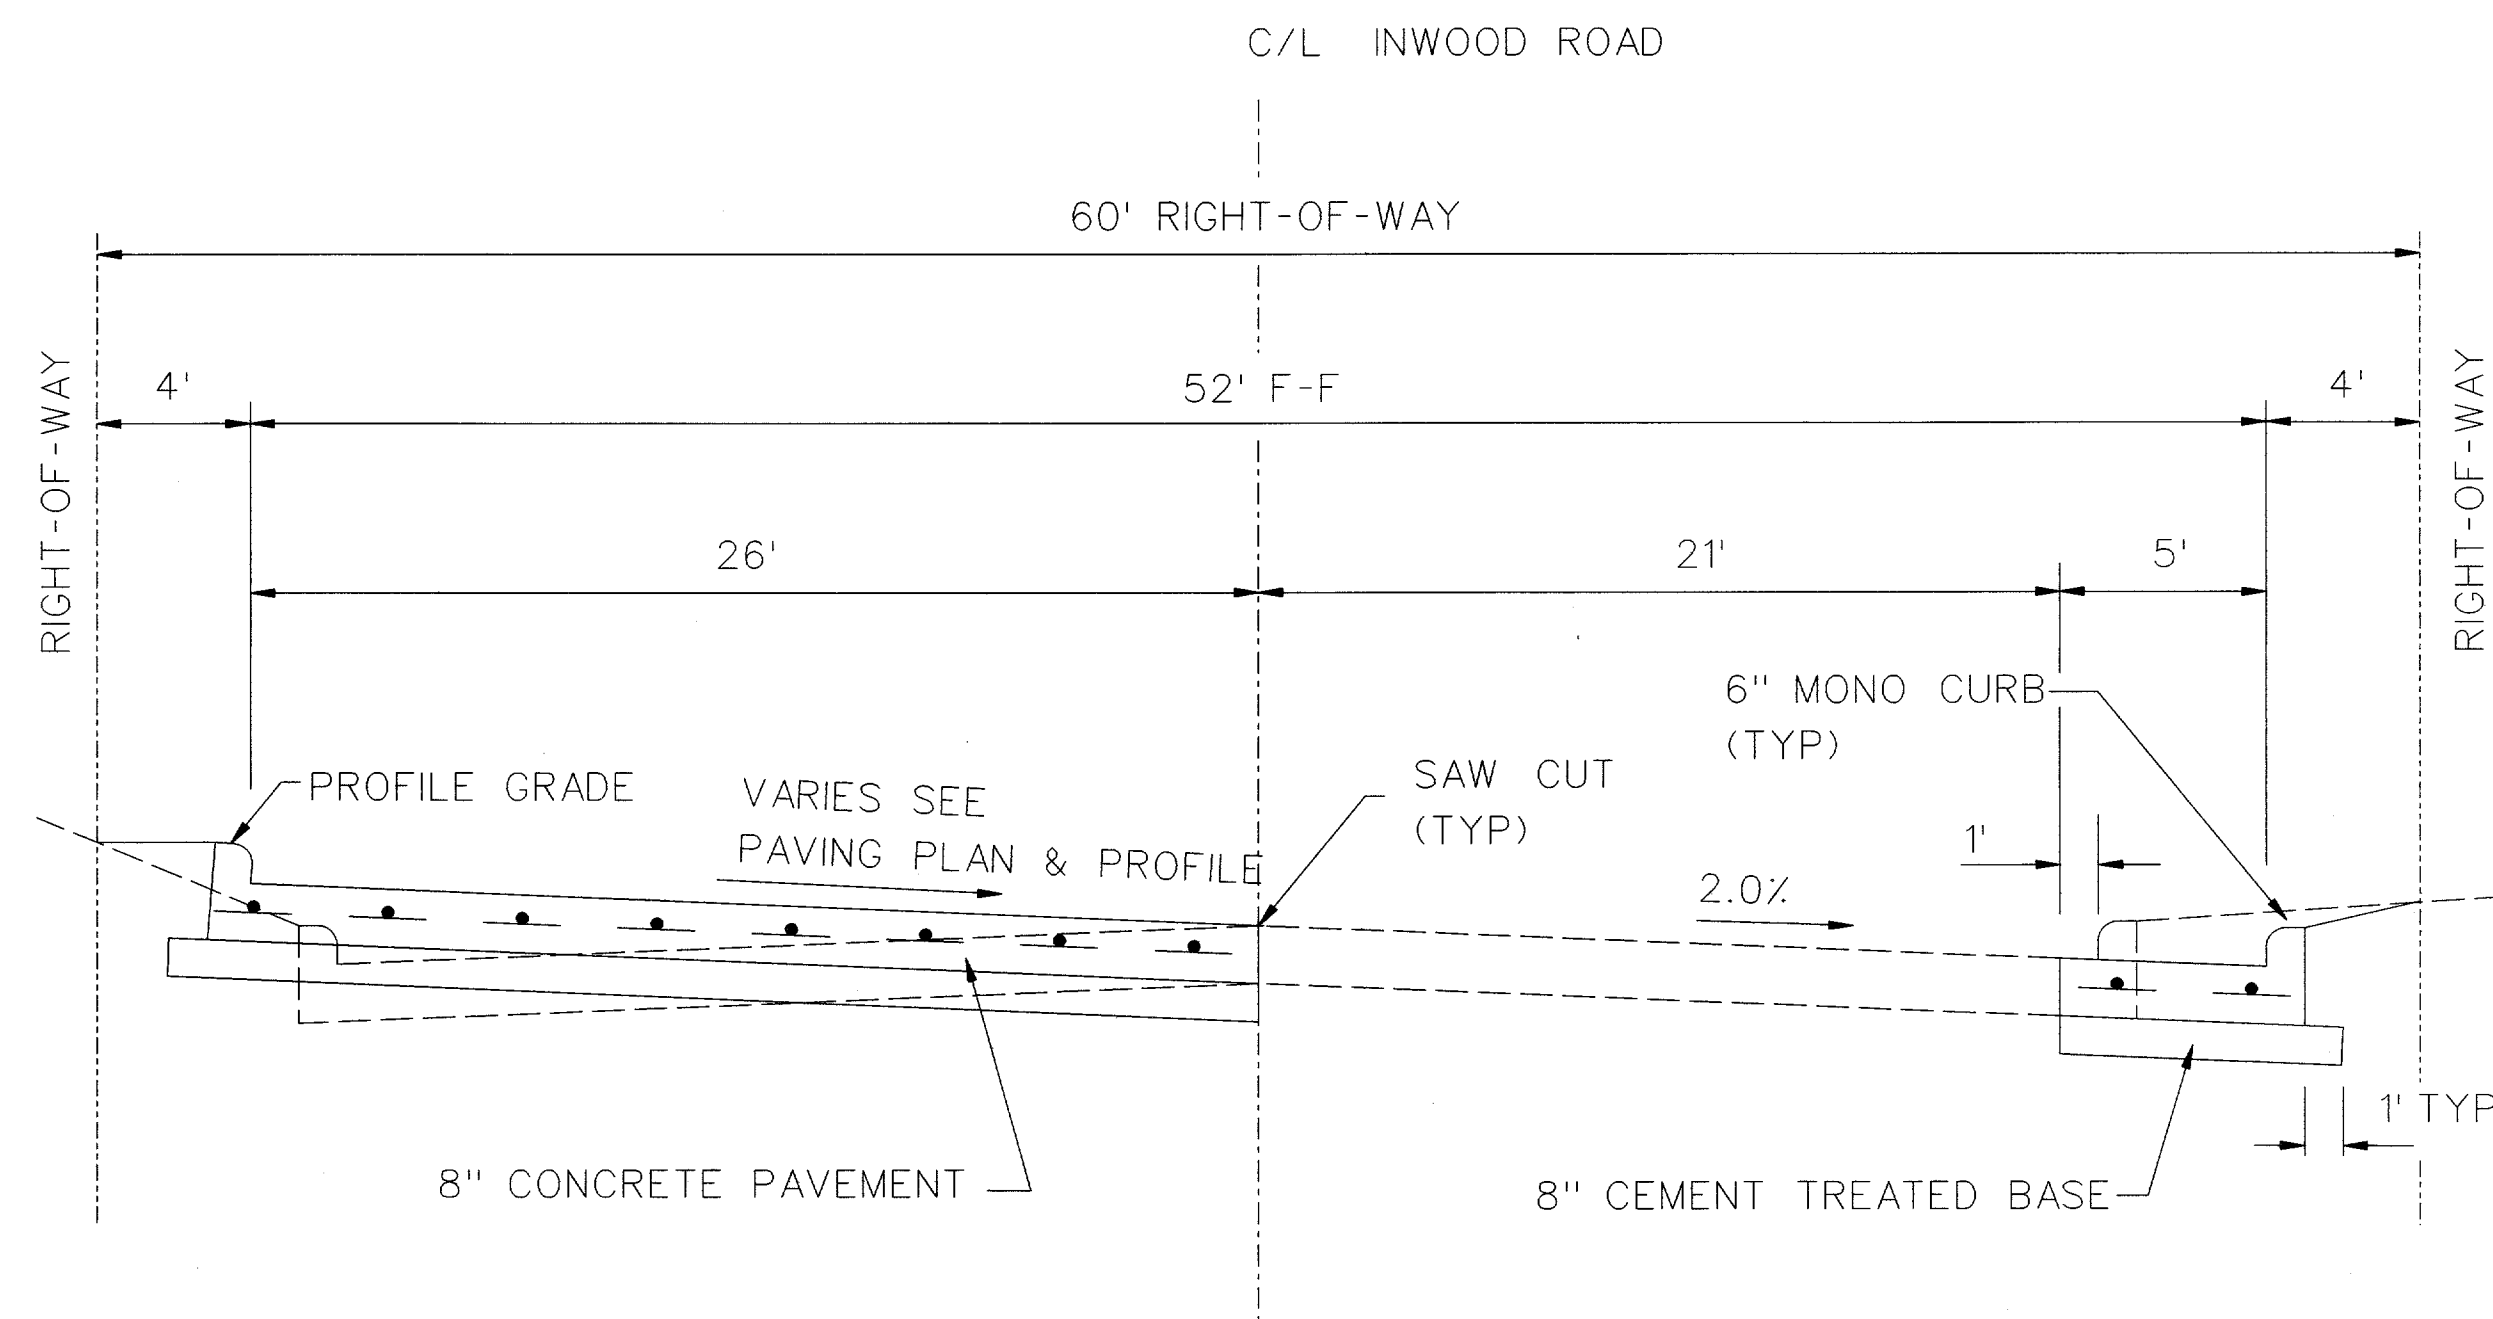 C/L INWOOD ROAD
60' RIGHT-OF-WAY
RIGHT-OF-WAY
4'
52' F-F
4'
RIGHT-OF-WAY
26'
21'
5'
6" MONO CURB
(TYP)
PROFILE GRADE
VARIES SEE
PAVING PLAN & PROFILE
SAW CUT
(TYP)
1'
2.0%
1' TYP
8" CONCRETE PAVEMENT
8" CEMENT TREATED BASE